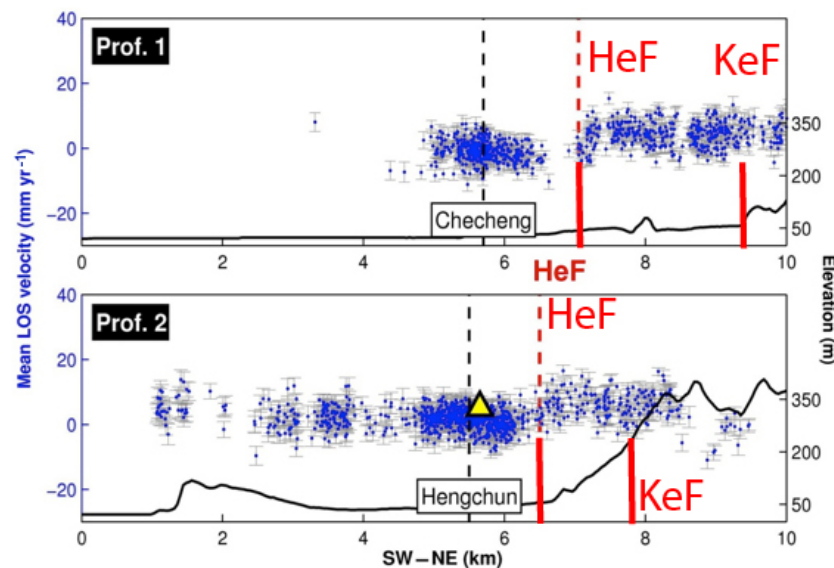 Prof. 1
HeF
KeF
40
20
0
−20
350
200
50
Checheng
0
2
4
6
8
10
HeF
Mean LOS velocity (mm yr⁻¹)
Elevation (m)
Prof. 2
HeF
40
20
0
−20
350
200
50
Hengchun
KeF
0
2
4
6
8
10
SW−NE (km)